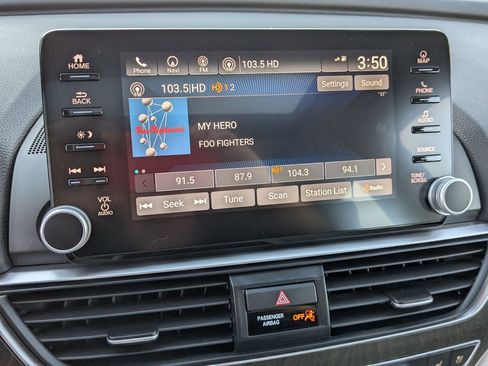 HOME
BACK
VOL
AUDIO
Phone
Navi
FM
103.5 HD
3:50
103.5|HD
1 2
Settings
Sound
MY HERO
FOO FIGHTERS
91.5
87.9
104.3
94.1
Seek
Tune
Scan
Station List
Radio
MAP
PHONE
AUDIO
SOURCE
TUNE/
SCROLL
PASSENGER
AIRBAG
OFF